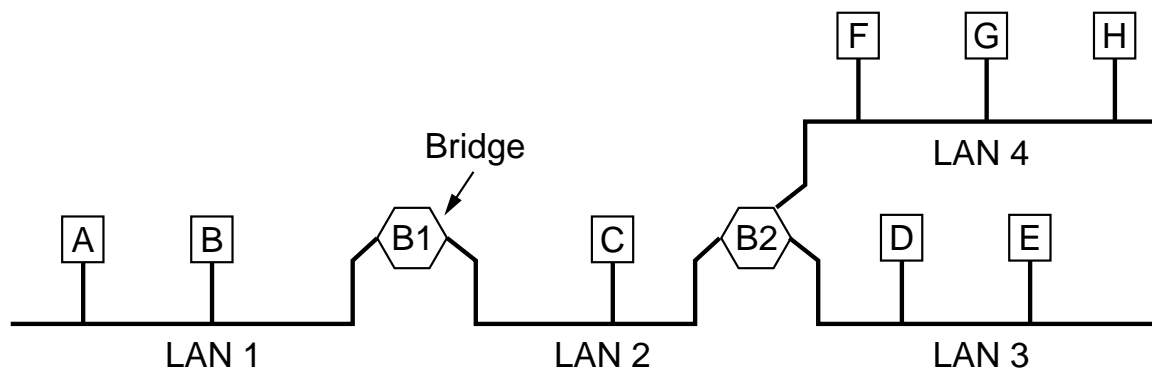 F G H
LAN 4
Bridge
A B B1 C B2 D E
LAN 1 LAN 2 LAN 3